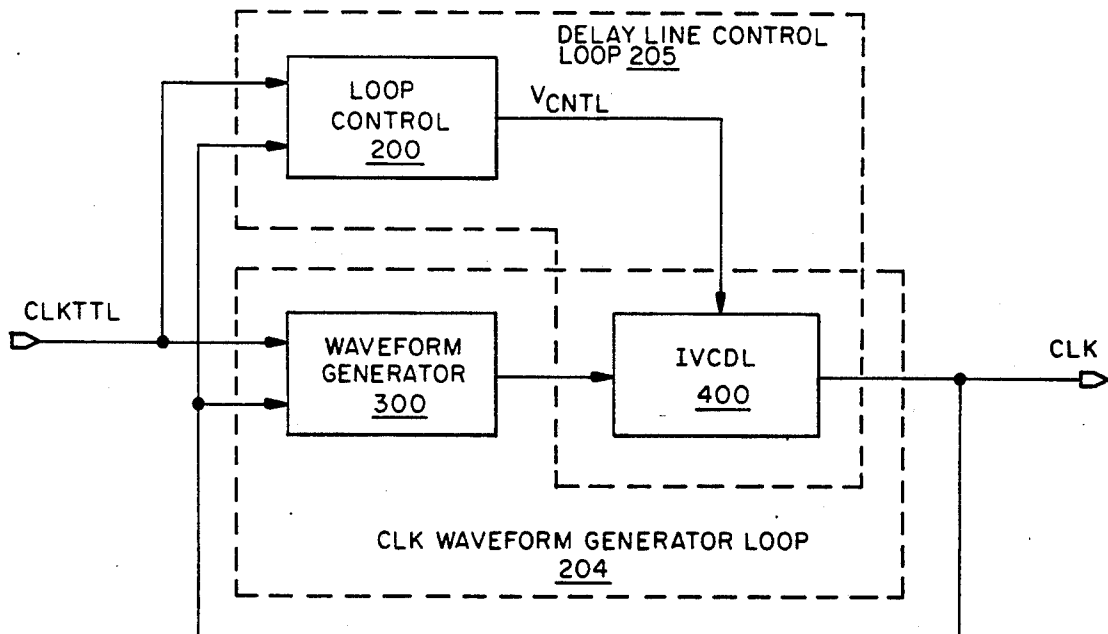 DELAY LINE CONTROL
LOOP 205
LOOP
CONTROL
200
VCNTL
CLKTTL
WAVEFORM
GENERATOR
300
IVCDL
400
CLK
CLK WAVEFORM GENERATOR LOOP
204